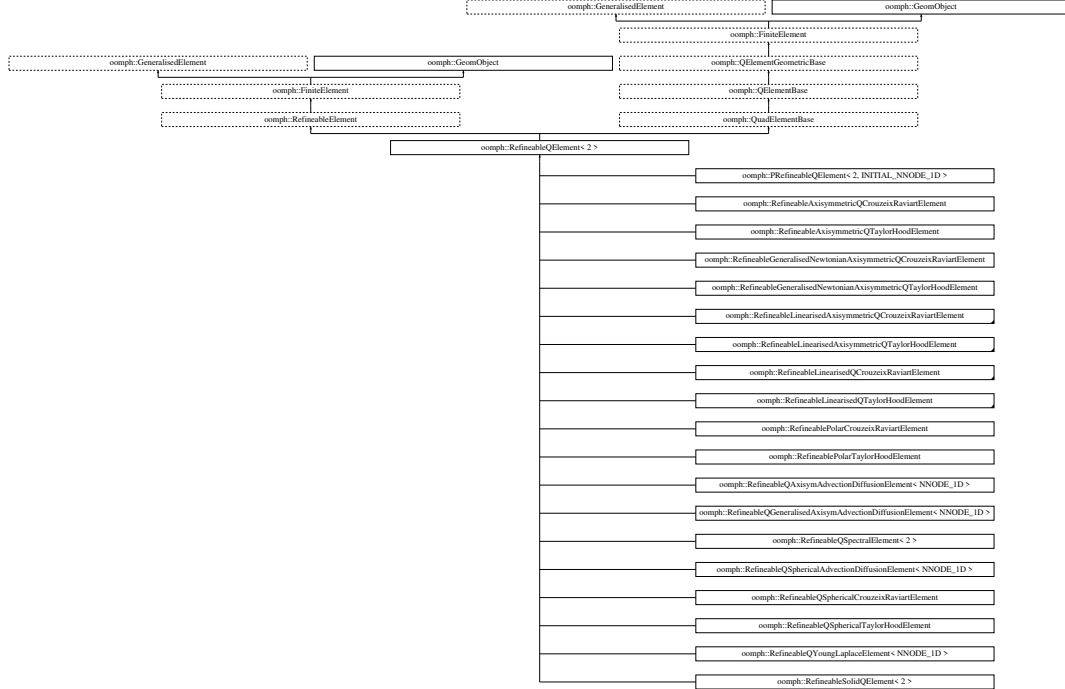 oomph::GeneralisedElement
oomph::GeomObject
oomph::FiniteElement
oomph::GeneralisedElement
oomph::GeomObject
oomph::QElementGeometricBase
oomph::FiniteElement
oomph::QElementBase
oomph::RefineableElement
oomph::QuadElementBase
oomph::RefineableQElement< 2 >
oomph::PRefineableQElement< 2, INITIAL_NNODE_1D >
oomph::RefineableAxisymmetricQCrouzeixRaviartElement
oomph::RefineableAxisymmetricQTaylorHoodElement
oomph::RefineableGeneralisedNewtonianAxisymmetricQCrouzeixRaviartElement
oomph::RefineableGeneralisedNewtonianAxisymmetricQTaylorHoodElement
oomph::RefineableLinearisedAxisymmetricQCrouzeixRaviartElement
oomph::RefineableLinearisedAxisymmetricQTaylorHoodElement
oomph::RefineableLinearisedQCrouzeixRaviartElement
oomph::RefineableLinearisedQTaylorHoodElement
oomph::RefineablePolarCrouzeixRaviartElement
oomph::RefineablePolarTaylorHoodElement
oomph::RefineableQAxisymAdvectionDiffusionElement< NNODE_1D >
oomph::RefineableQGeneralisedAxisymAdvectionDiffusionElement< NNODE_1D >
oomph::RefineableQSpectralElement< 2 >
oomph::RefineableQSphericalAdvectionDiffusionElement< NNODE_1D >
oomph::RefineableQSphericalCrouzeixRaviartElement
oomph::RefineableQSphericalTaylorHoodElement
oomph::RefineableQYoungLaplaceElement< NNODE_1D >
oomph::RefineableSolidQElement< 2 >